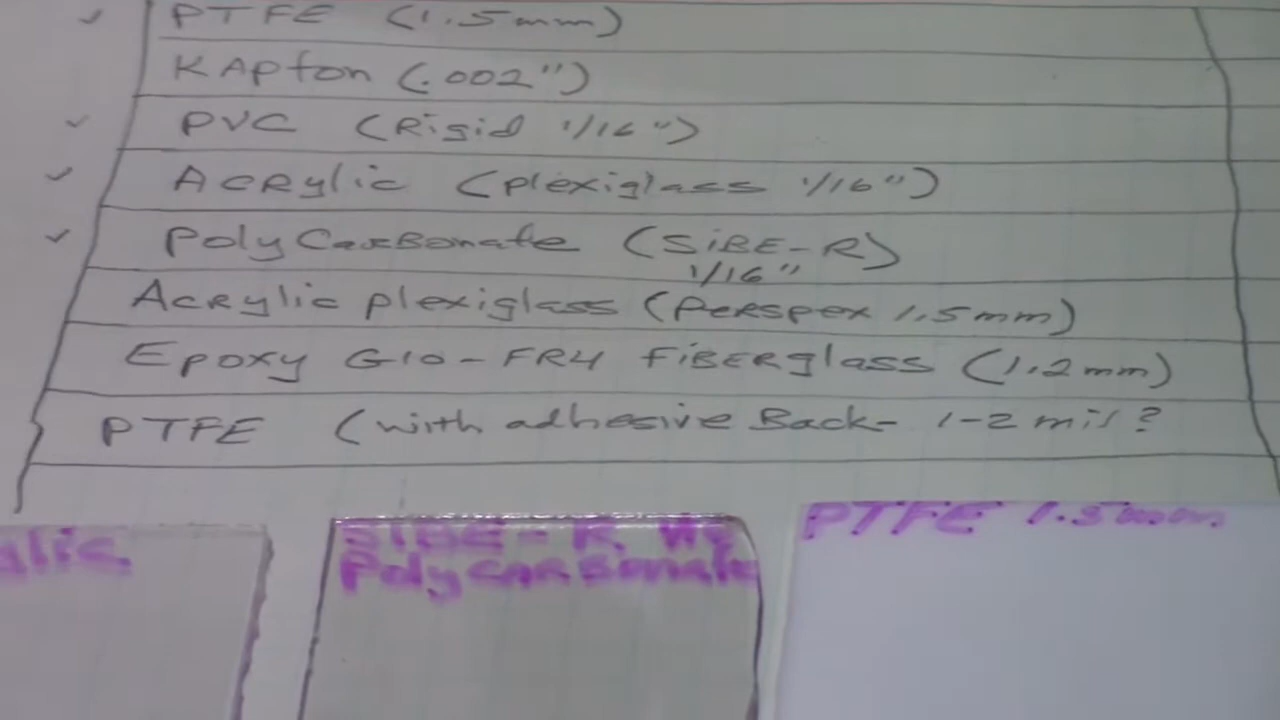 ✓ PTFE (1.5mm)
KAPton (.002")
✓ PVC (Rigid 1/16")
✓ ACRylic (plexiglass 1/16")
✓ PolyCarBonate (SiBE-R)
1/16"
ACRylic plexiglass (PERSPEX 1.5mm)
EPOXY G10-FR4 FiBERglass (1.2mm)
PTFE (with adhesive Back- 1-2 mil?
ylic
SIBE-R
PolycarBonate
PTFE 1.5mm